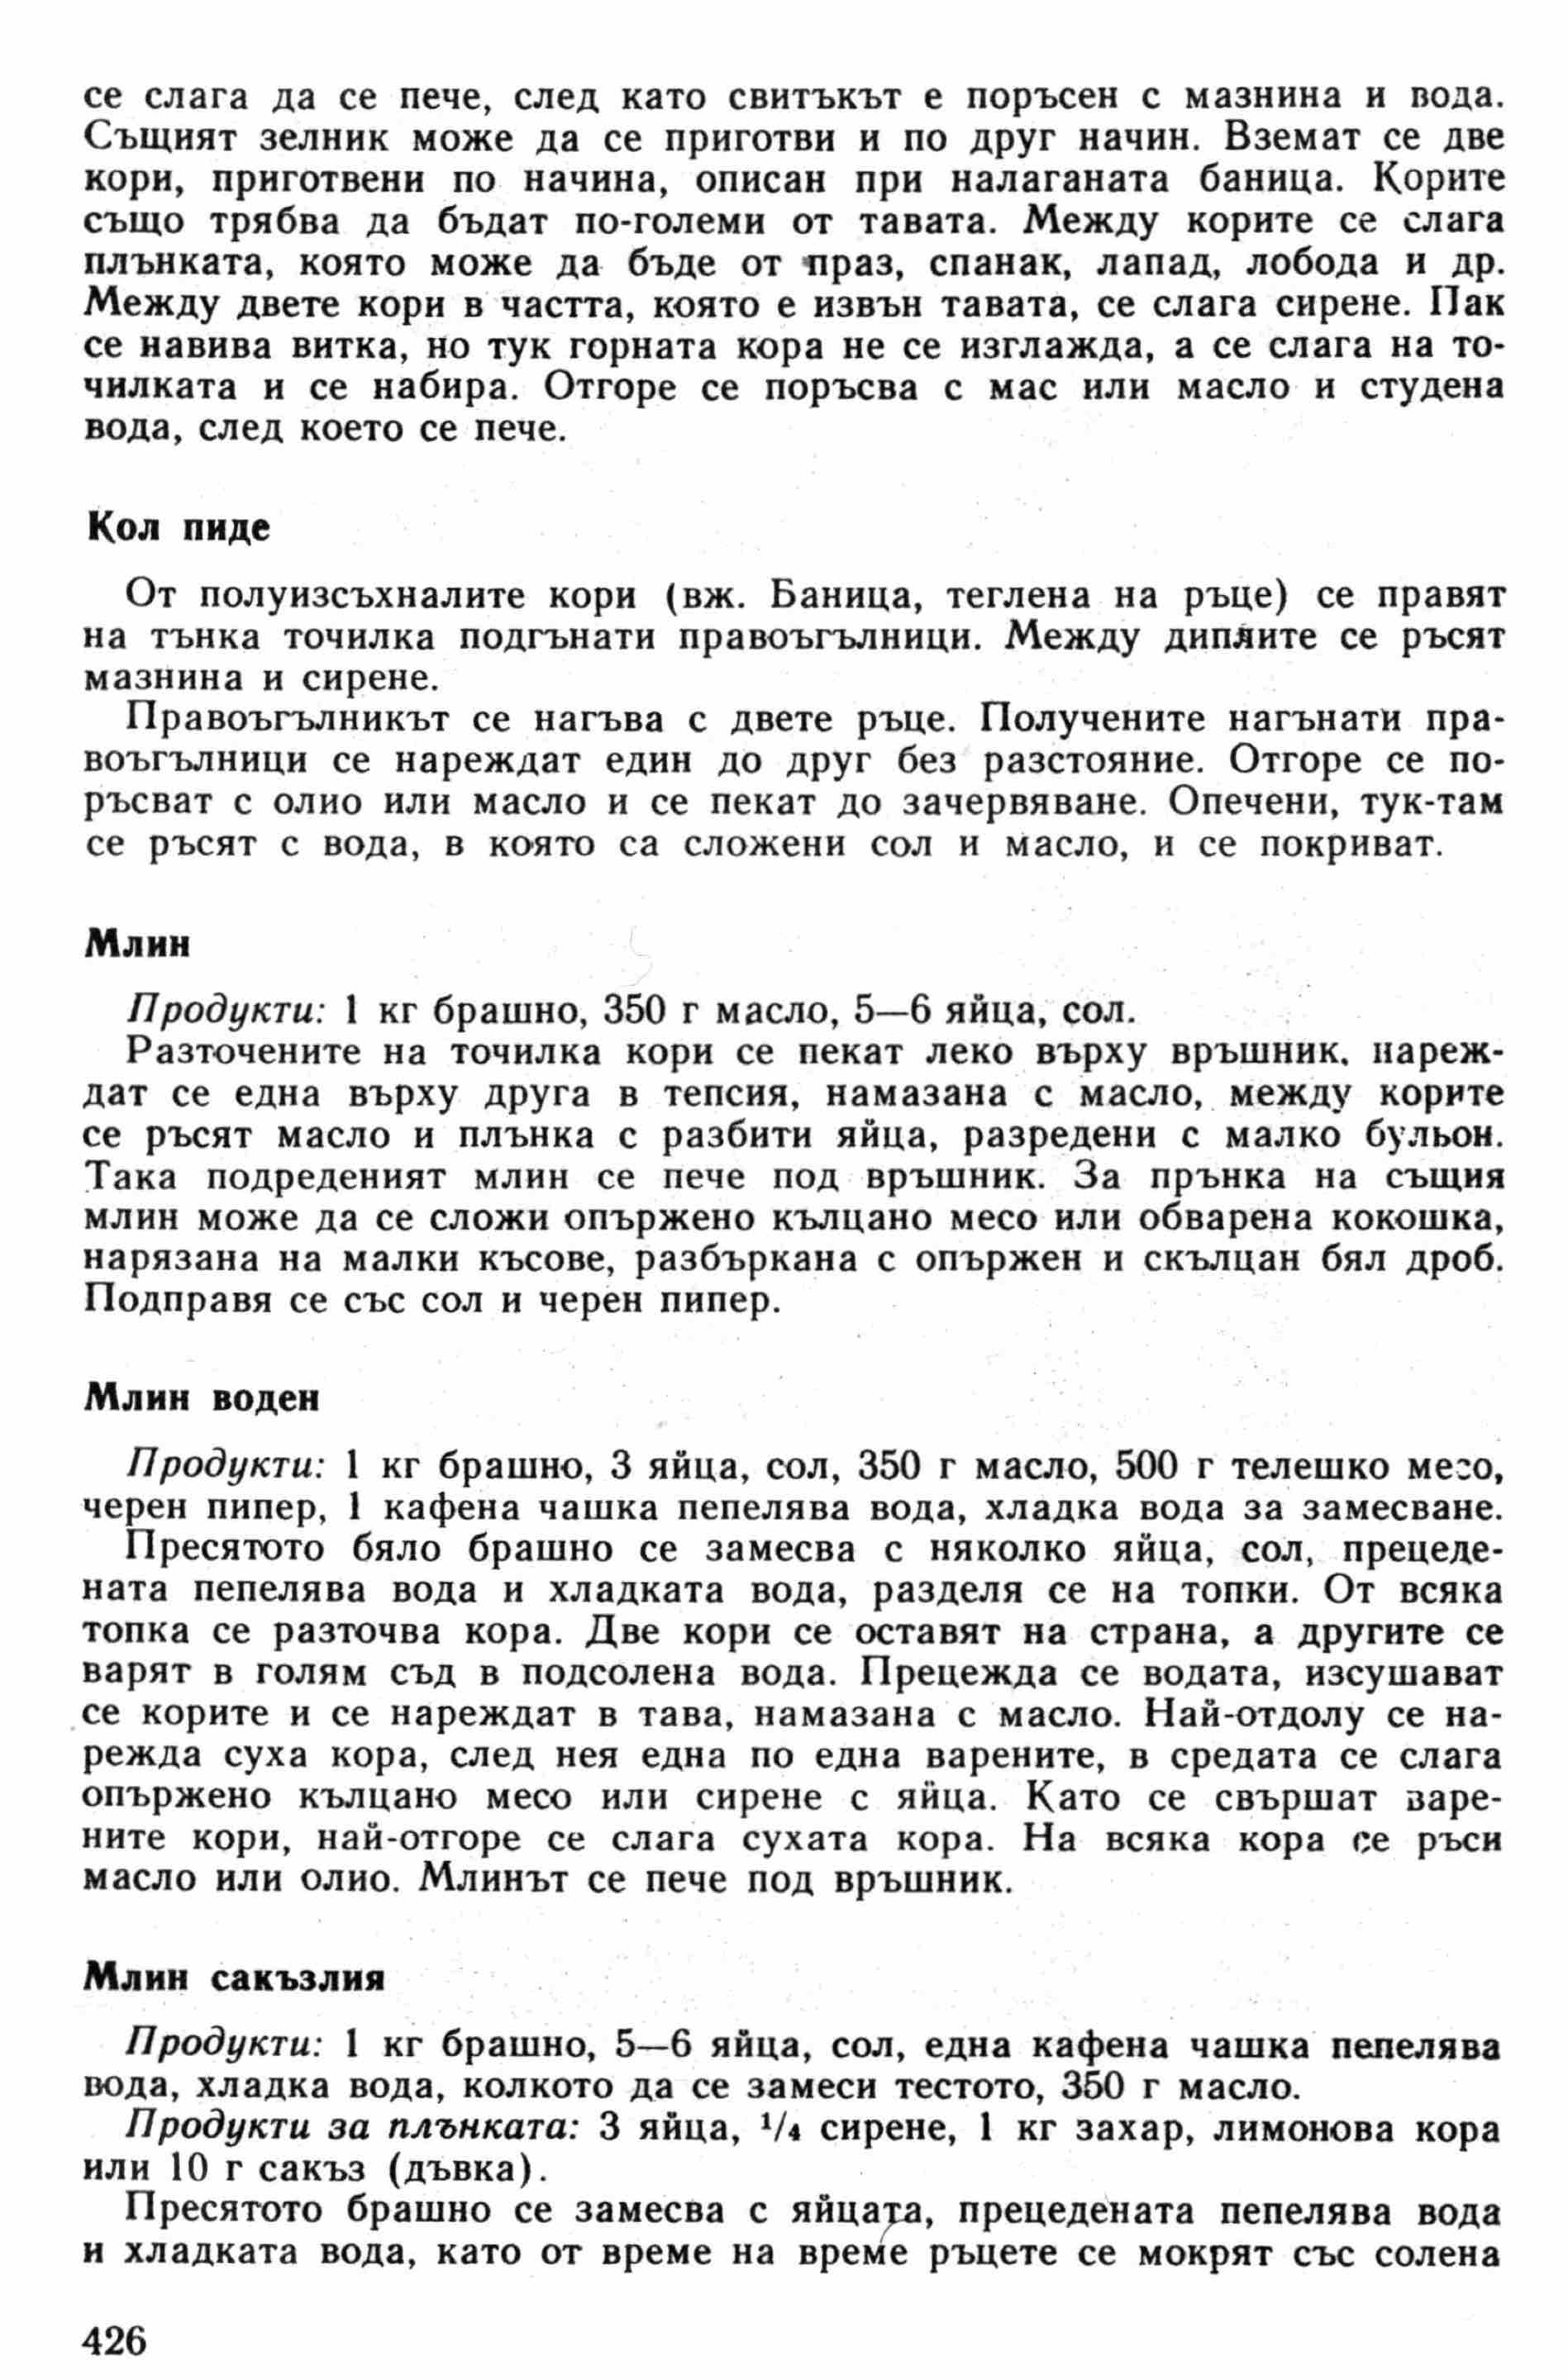 се слага да се пече, след като свитъкът е поръсен с мазнина и вода.
Същият зелник може да се приготви и по друг начин. Вземат се две
кори, приготвени по начина, описан при налаганата баница. Корите
също трябва да бъдат по-големи от тавата. Между корите се слага
плънката, която може да бъде от праз, спанак, лапад, лобода и др.
Между двете кори в частта, която е извън тавата, се слага сирене. Пак
се навива витка, но тук горната кора не се изглажда, а се слага на то-
чилката и се набира. Отгоре се поръсва с мас или масло и студена
вода, след което се пече.
Кол пиде
От полуизсъхналите кори (вж. Баница, теглена на ръце) се правят
на тънка точилка подгънати правоъгълници. Между диплите се ръсят
мазнина и сирене.
Правоъгълникът се нагъва с двете ръце. Получените нагънати пра-
воъгълници се нареждат един до друг без разстояние. Отгоре се по-
ръсват с олио или масло и се пекат до зачервяване. Опечени, тук-там
се ръсят с вода, в която са сложени сол и масло, и се покриват.
Млин
Продукти: 1 кг брашно, 350 г масло, 5—6 яйца, сол.
Разточените на точилка кори се пекат леко върху връшник, нареж-
дат се една върху друга в тепсия, намазана с масло, между корите
се ръсят масло и плънка с разбити яйца, разредени с малко бульон.
Така подреденият млин се пече под връшник. За прънка на същия
млин може да се сложи опържено кълцано месо или обварена кокошка,
нарязана на малки късове, разбъркана с опържен и скълцан бял дроб.
Подправя се със сол и черен пипер.
Млин воден
Продукти: 1 кг брашно, 3 яйца, сол, 350 г масло, 500 г телешко месо,
черен пипер, 1 кафена чашка пепелява вода, хладка вода за замесване.
Пресятото бяло брашно се замесва с няколко яйца, сол, прецеде-
ната пепелява вода и хладката вода, разделя се на топки. От всяка
топка се разточва кора. Две кори се оставят на страна, а другите се
варят в голям съд в подсолена вода. Прецежда се водата, изсушават
се корите и се нареждат в тава, намазана с масло. Най-отдолу се на-
режда суха кора, след нея една по една варените, в средата се слага
опържено кълцано месо или сирене с яйца. Като се свършат варе-
ните кори, най-отгоре се слага сухата кора. На всяка кора се ръси
масло или олио. Млинът се пече под връшник.
Млин сакъзлия
Продукти: 1 кг брашно, 5—6 яйца, сол, една кафена чашка пепелява
вода, хладка вода, колкото да се замеси тестото, 350 г масло.
Продукти за плънката: 3 яйца, 1/4 сирене, 1 кг захар, лимонова кора
или 10 г сакъз (дъвка).
Пресятото брашно се замесва с яйцата, прецедената пепелява вода
и хладката вода, като от време на време ръцете се мокрят със солена
426